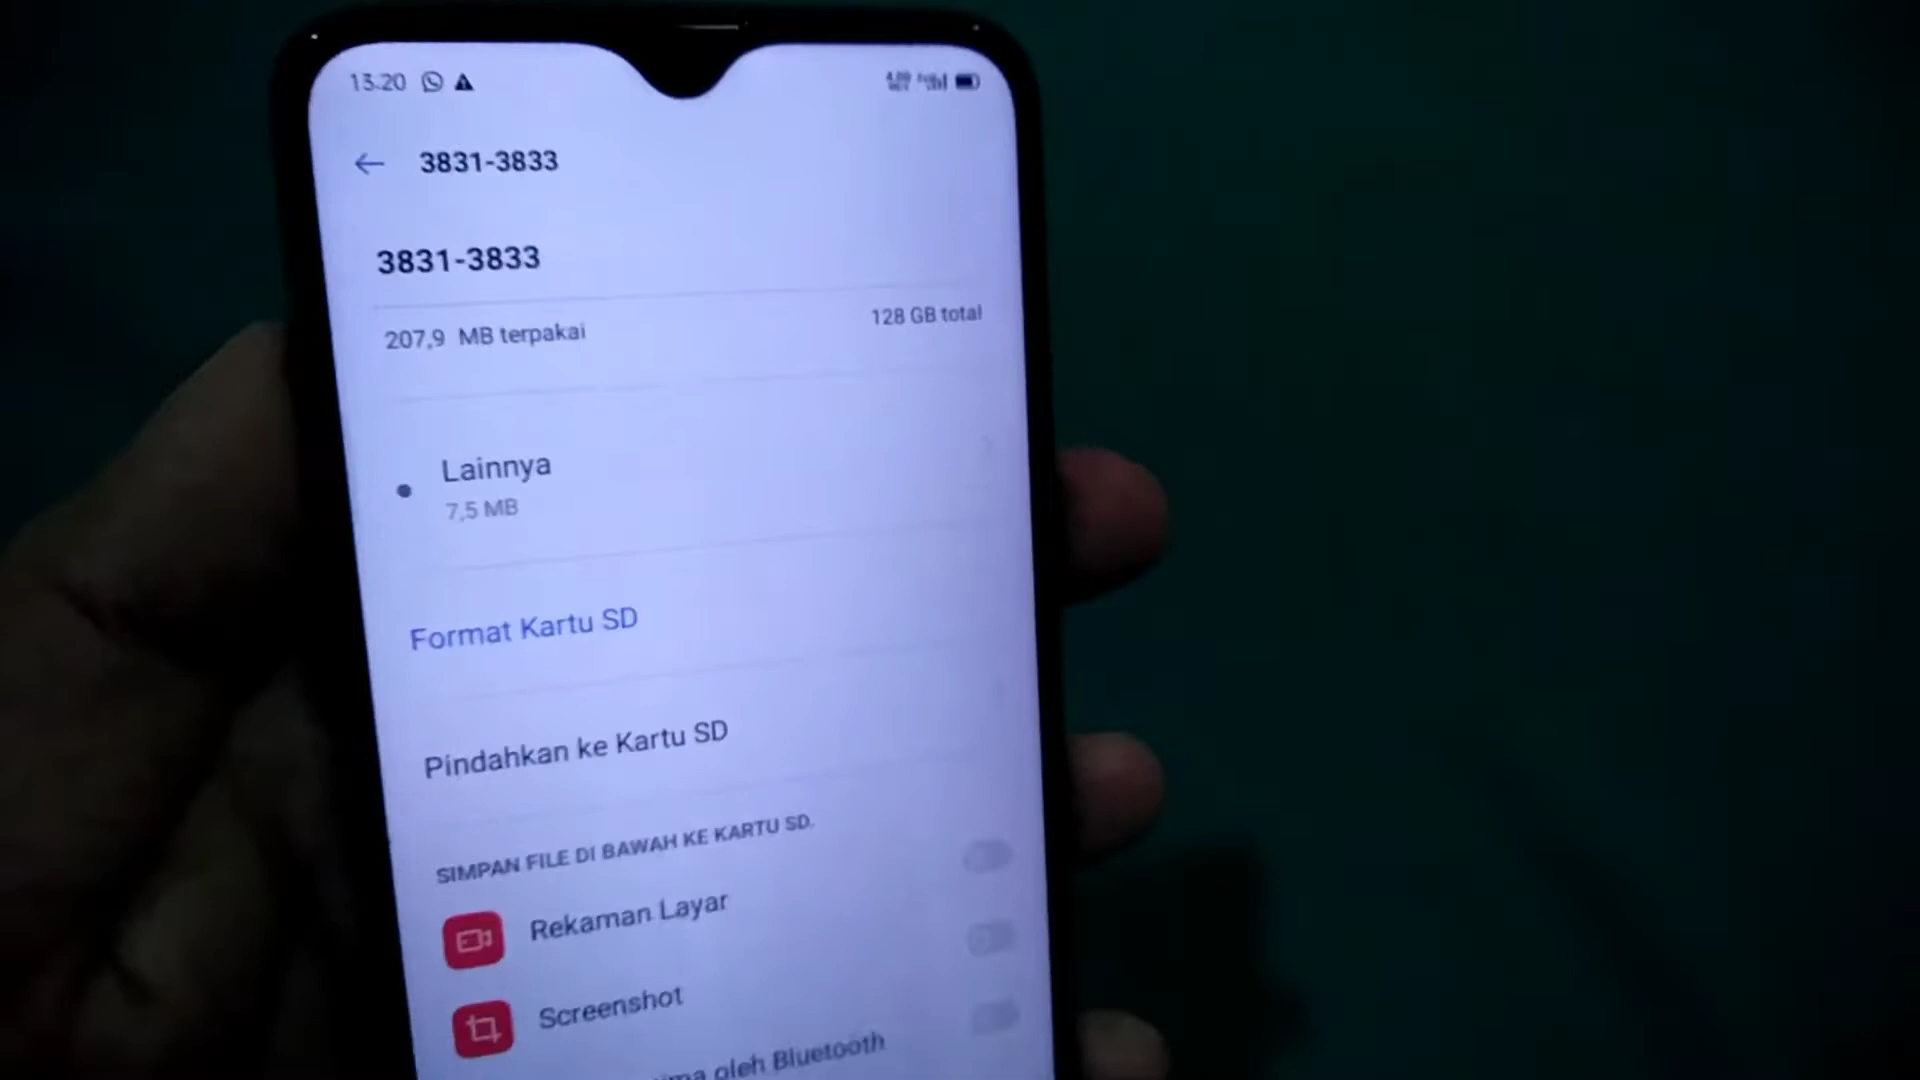 13.20
3831-3833
3831-3833
207,9 MB terpakai
128 GB total
Lainnya
7,5 MB
Format Kartu SD
Pindahkan ke Kartu SD
SIMPAN FILE DI BAWAH KE KARTU SD.
Rekaman Layar
Screenshot
oleh Bluetooth